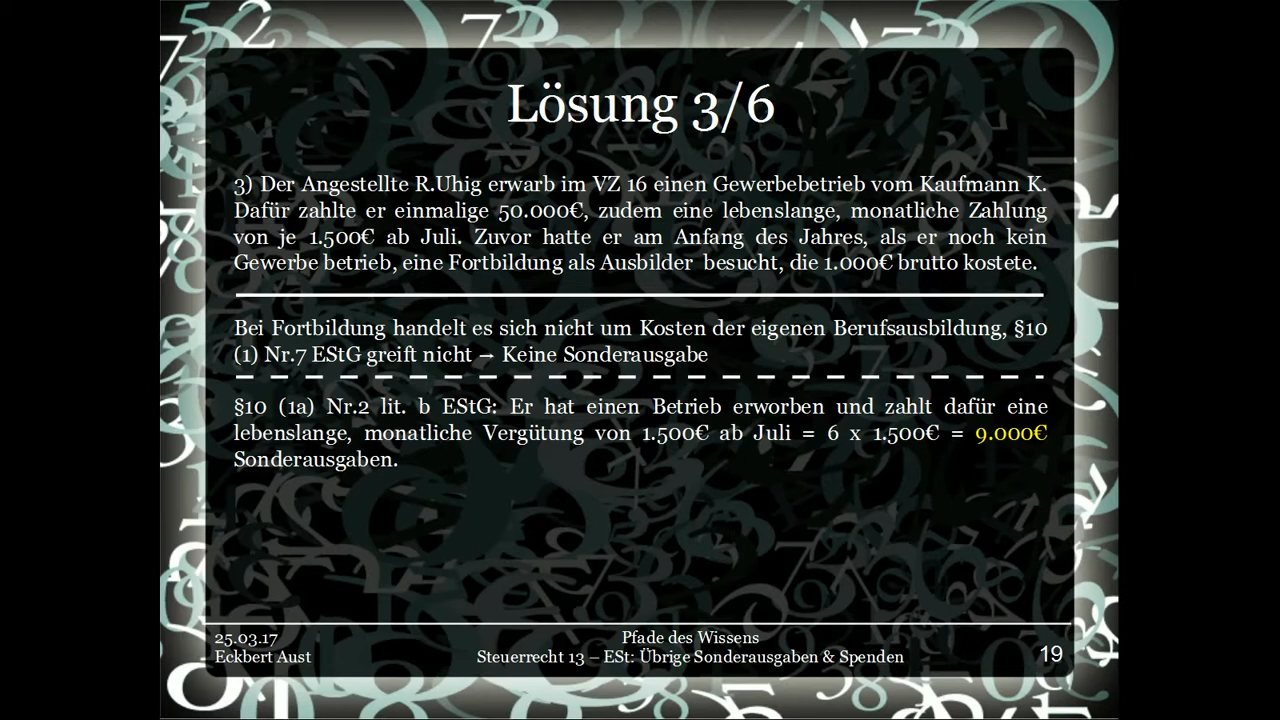 Lösung 3/6
3) Der Angestellte R.Uhig erwarb im VZ 16 einen Gewerbebetrieb vom Kaufmann K.
Dafür zahlte er einmalige 50.000€, zudem eine lebenslange, monatliche Zahlung
von je 1.500€ ab Juli. Zuvor hatte er am Anfang des Jahres, als er noch kein
Gewerbe betrieb, eine Fortbildung als Ausbilder besucht, die 1.000€ brutto kostete.
Bei Fortbildung handelt es sich nicht um Kosten der eigenen Berufsausbildung, §10
(1) Nr.7 EStG greift nicht → Keine Sonderausgabe
§10 (1a) Nr.2 lit. b EStG: Er hat einen Betrieb erworben und zahlt dafür eine
lebenslange, monatliche Vergütung von 1.500€ ab Juli = 6 x 1.500€ = 9.000€
Sonderausgaben.
25.03.17
Eckbert Aust
Pfade des Wissens
Steuerrecht 13 – ESt: Übrige Sonderausgaben & Spenden
19